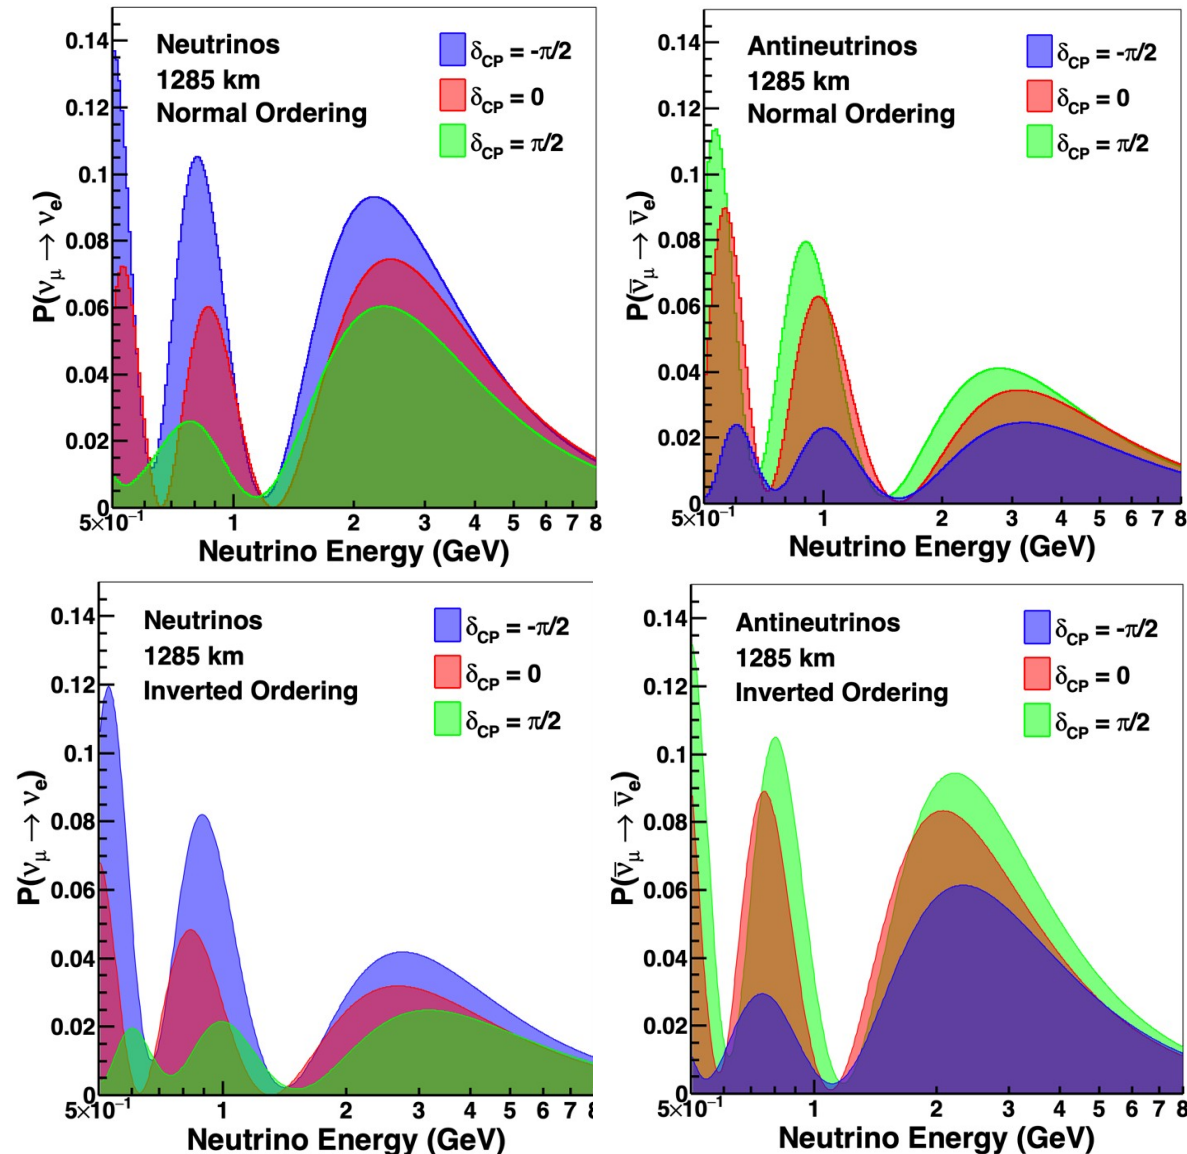 Neutrinos
1285 km
Normal Ordering
δCP = -π/2
δCP = 0
δCP = π/2
P(νμ → νe)
0.14
0.12
0.1
0.08
0.06
0.04
0.02
0
5×10⁻¹ 1 2 3 4 5 6 7 8
Neutrino Energy (GeV)
Antineutrinos
1285 km
Normal Ordering
δCP = -π/2
δCP = 0
δCP = π/2
P(ν̄μ → ν̄e)
0.14
0.12
0.1
0.08
0.06
0.04
0.02
0
5×10⁻¹ 1 2 3 4 5 6 7 8
Neutrino Energy (GeV)
Neutrinos
1285 km
Inverted Ordering
δCP = -π/2
δCP = 0
δCP = π/2
P(νμ → νe)
0.14
0.12
0.1
0.08
0.06
0.04
0.02
0
5×10⁻¹ 1 2 3 4 5 6 7 8
Neutrino Energy (GeV)
Antineutrinos
1285 km
Inverted Ordering
δCP = -π/2
δCP = 0
δCP = π/2
P(ν̄μ → ν̄e)
0.14
0.12
0.1
0.08
0.06
0.04
0.02
0
5×10⁻¹ 1 2 3 4 5 6 7 8
Neutrino Energy (GeV)